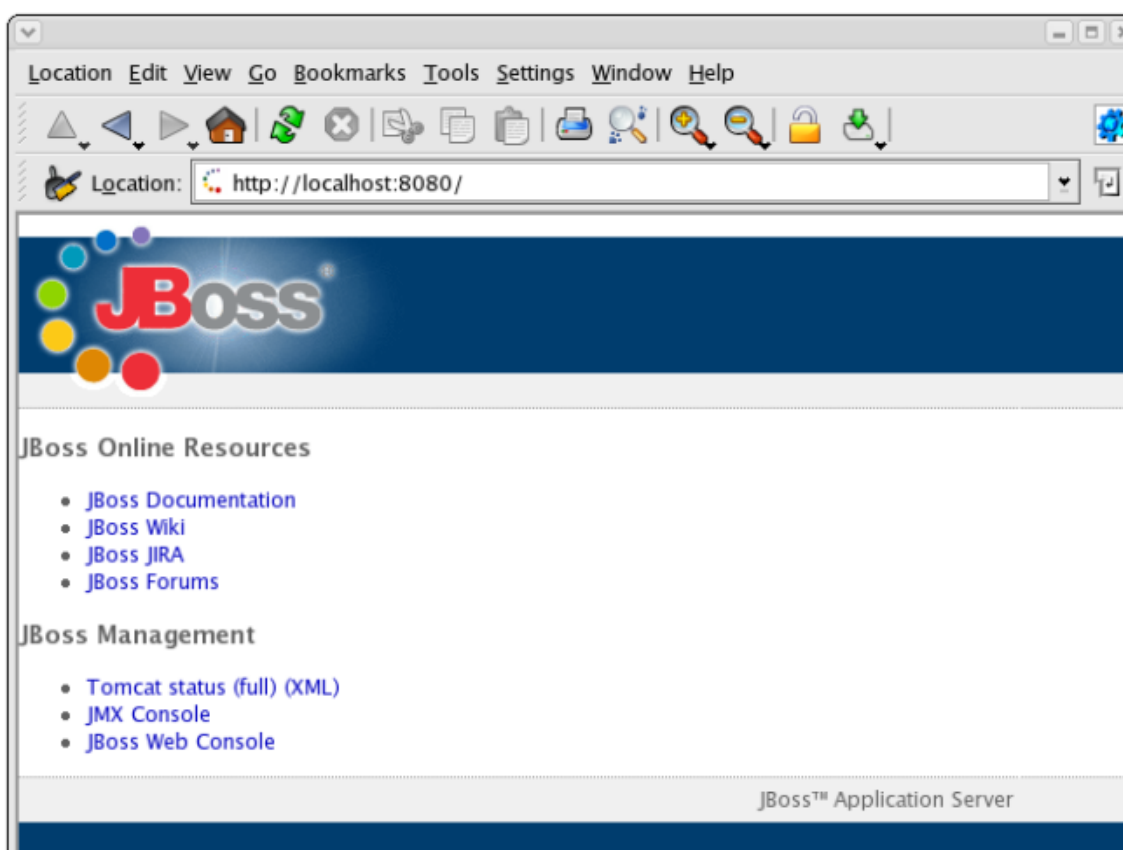 Location Edit View Go Bookmarks Tools Settings Window Help
Location: http://localhost:8080/
JBoss®
JBoss Online Resources
JBoss Documentation
JBoss Wiki
JBoss JIRA
JBoss Forums
JBoss Management
Tomcat status (full) (XML)
JMX Console
JBoss Web Console
JBoss™ Application Server